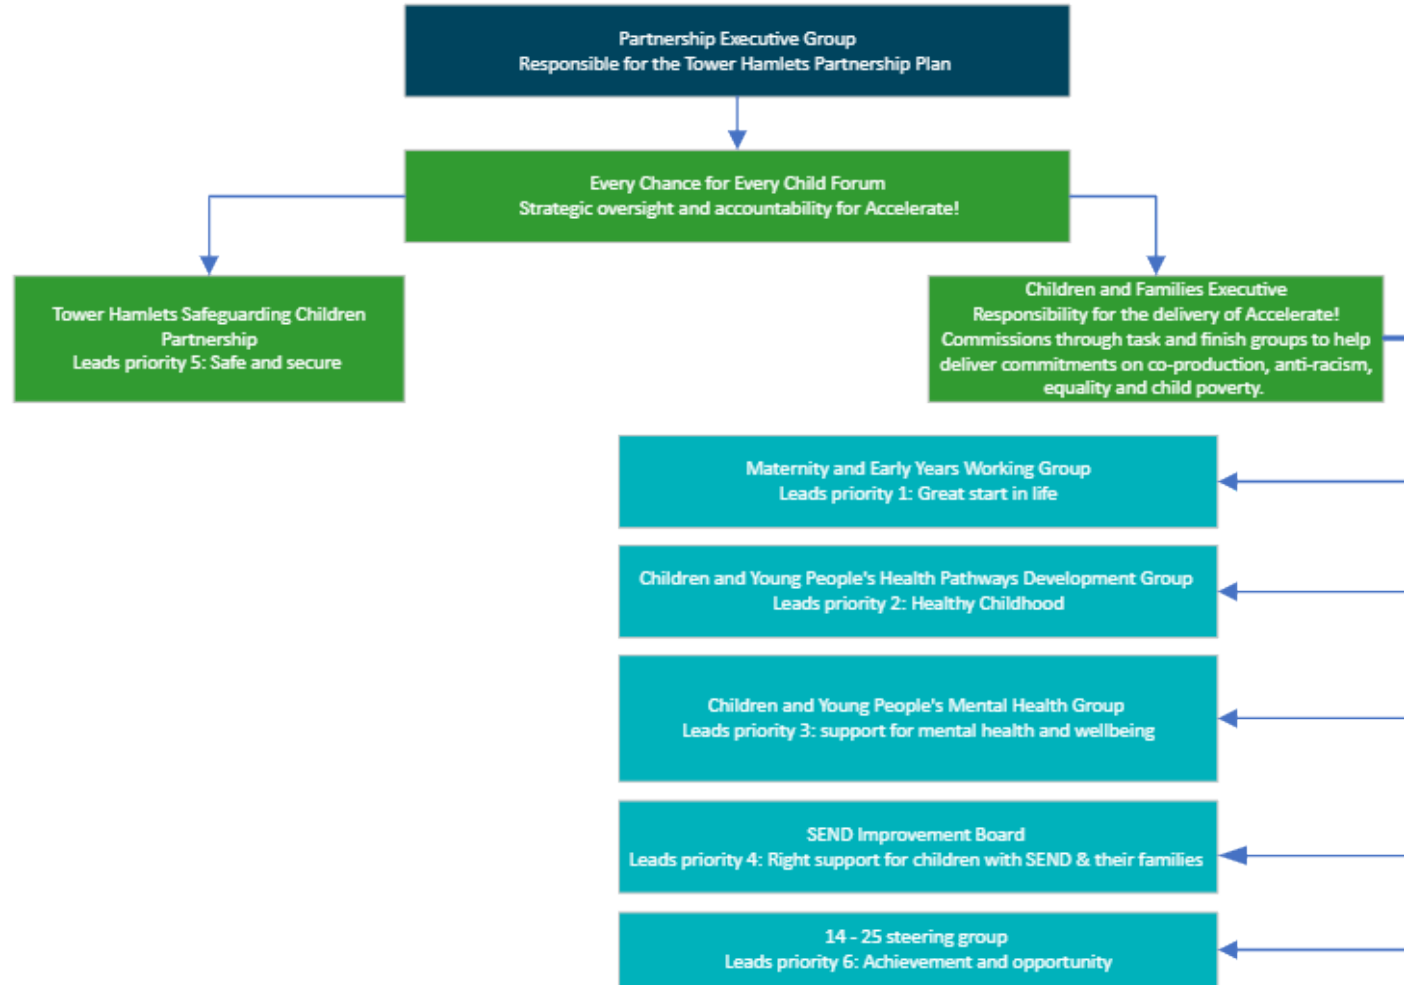 Partnership Executive Group
Responsible for the Tower Hamlets Partnership Plan
Every Chance for Every Child Forum
Strategic oversight and accountability for Accelerate!
Tower Hamlets Safeguarding Children
Partnership
Leads priority 5: Safe and secure
Children and Families Executive
Responsibility for the delivery of Accelerate!
Commissions through task and finish groups to help
deliver commitments on co-production, anti-racism,
equality and child poverty.
Maternity and Early Years Working Group
Leads priority 1: Great start in life
Children and Young People's Health Pathways Development Group
Leads priority 2: Healthy Childhood
Children and Young People's Mental Health Group
Leads priority 3: support for mental health and wellbeing
SEND Improvement Board
Leads priority 4: Right support for children with SEND & their families
14 - 25 steering group
Leads priority 6: Achievement and opportunity